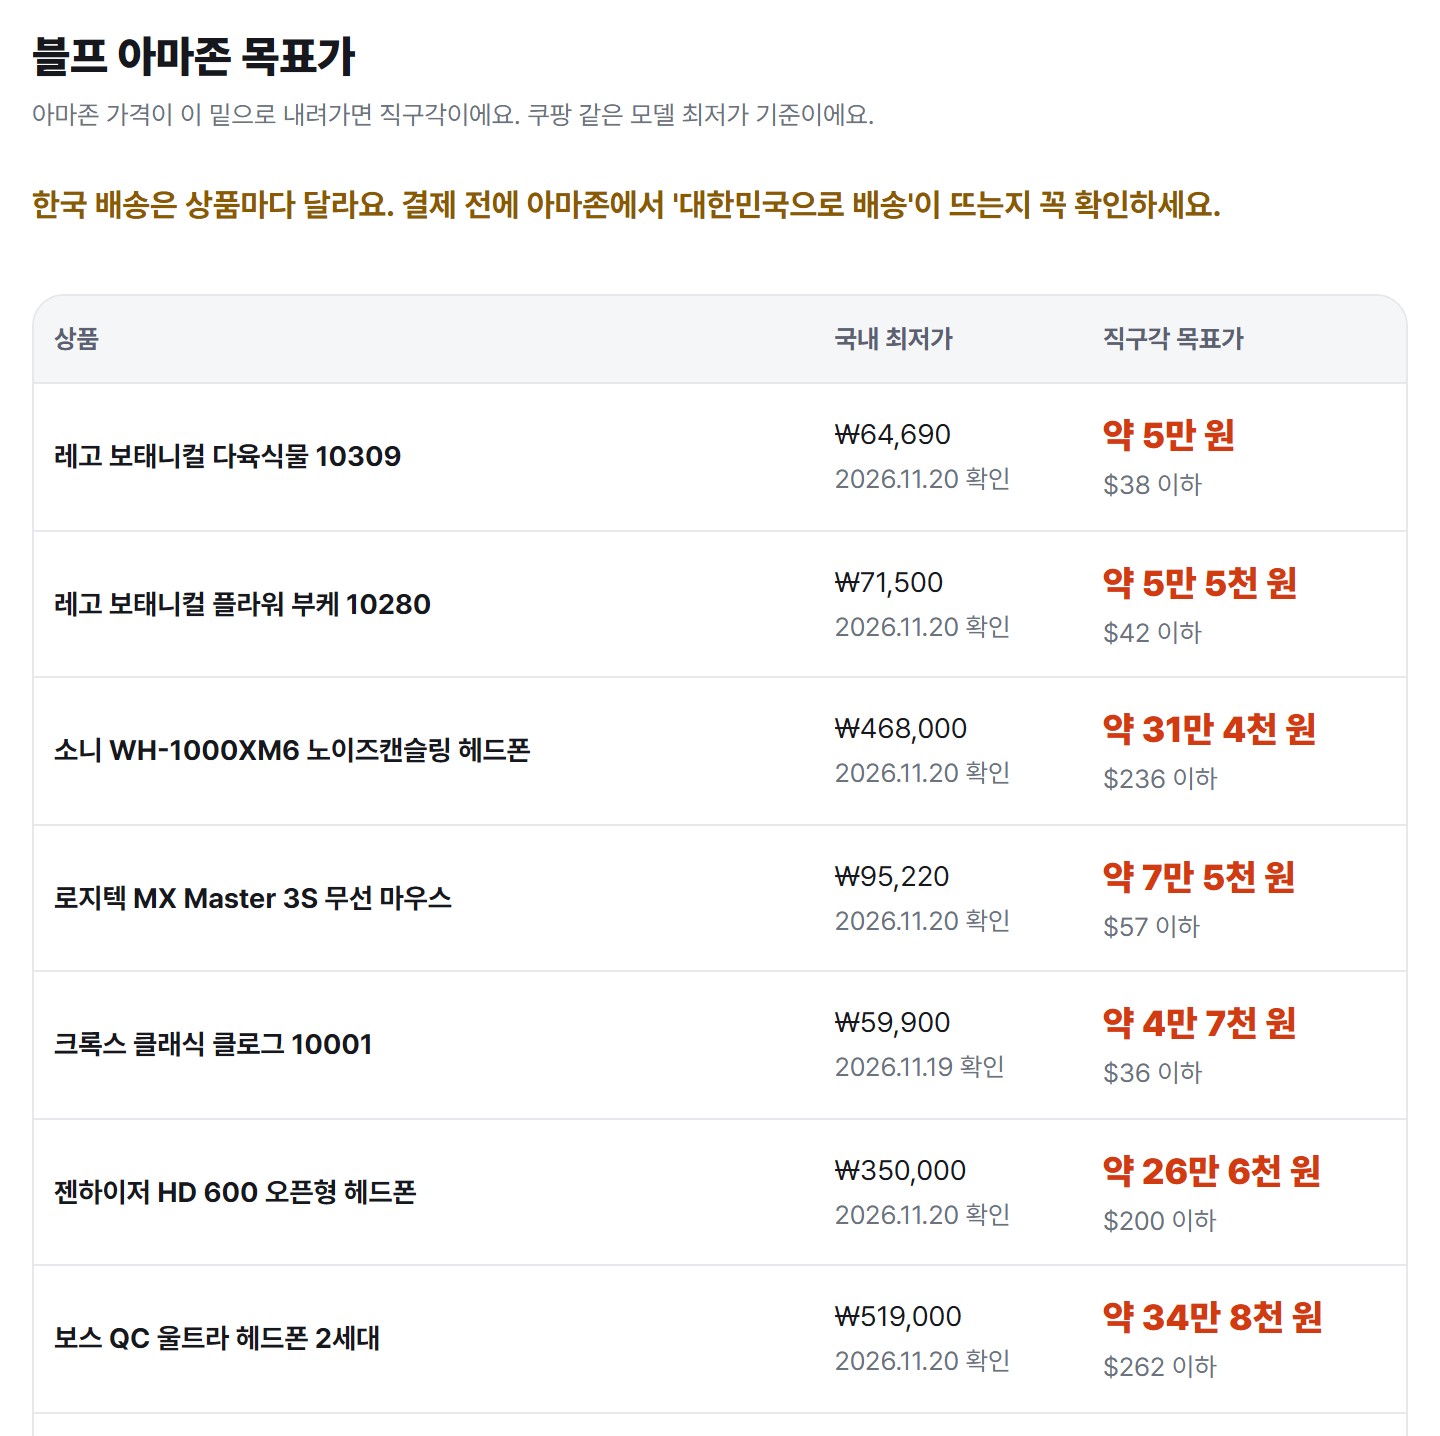 블프 아마존 목표가
아마존 가격이 이 밑으로 내려가면 직구각이에요. 쿠팡 같은 모델 최저가 기준이에요.
한국 배송은 상품마다 달라요. 결제 전에 아마존에서 '대한민국으로 배송'이 뜨는지 꼭 확인하세요.
상품 국내 최저가 직구각 목표가
레고 보태니컬 다육식물 10309
₩64,690
2026.11.20 확인
약 5만 원
$38 이하
레고 보태니컬 플라워 부케 10280
₩71,500
2026.11.20 확인
약 5만 5천 원
$42 이하
소니 WH-1000XM6 노이즈캔슬링 헤드폰
₩468,000
2026.11.20 확인
약 31만 4천 원
$236 이하
로지텍 MX Master 3S 무선 마우스
₩95,220
2026.11.20 확인
약 7만 5천 원
$57 이하
크록스 클래식 클로그 10001
₩59,900
2026.11.19 확인
약 4만 7천 원
$36 이하
젠하이저 HD 600 오픈형 헤드폰
₩350,000
2026.11.20 확인
약 26만 6천 원
$200 이하
보스 QC 울트라 헤드폰 2세대
₩519,000
2026.11.20 확인
약 34만 8천 원
$262 이하